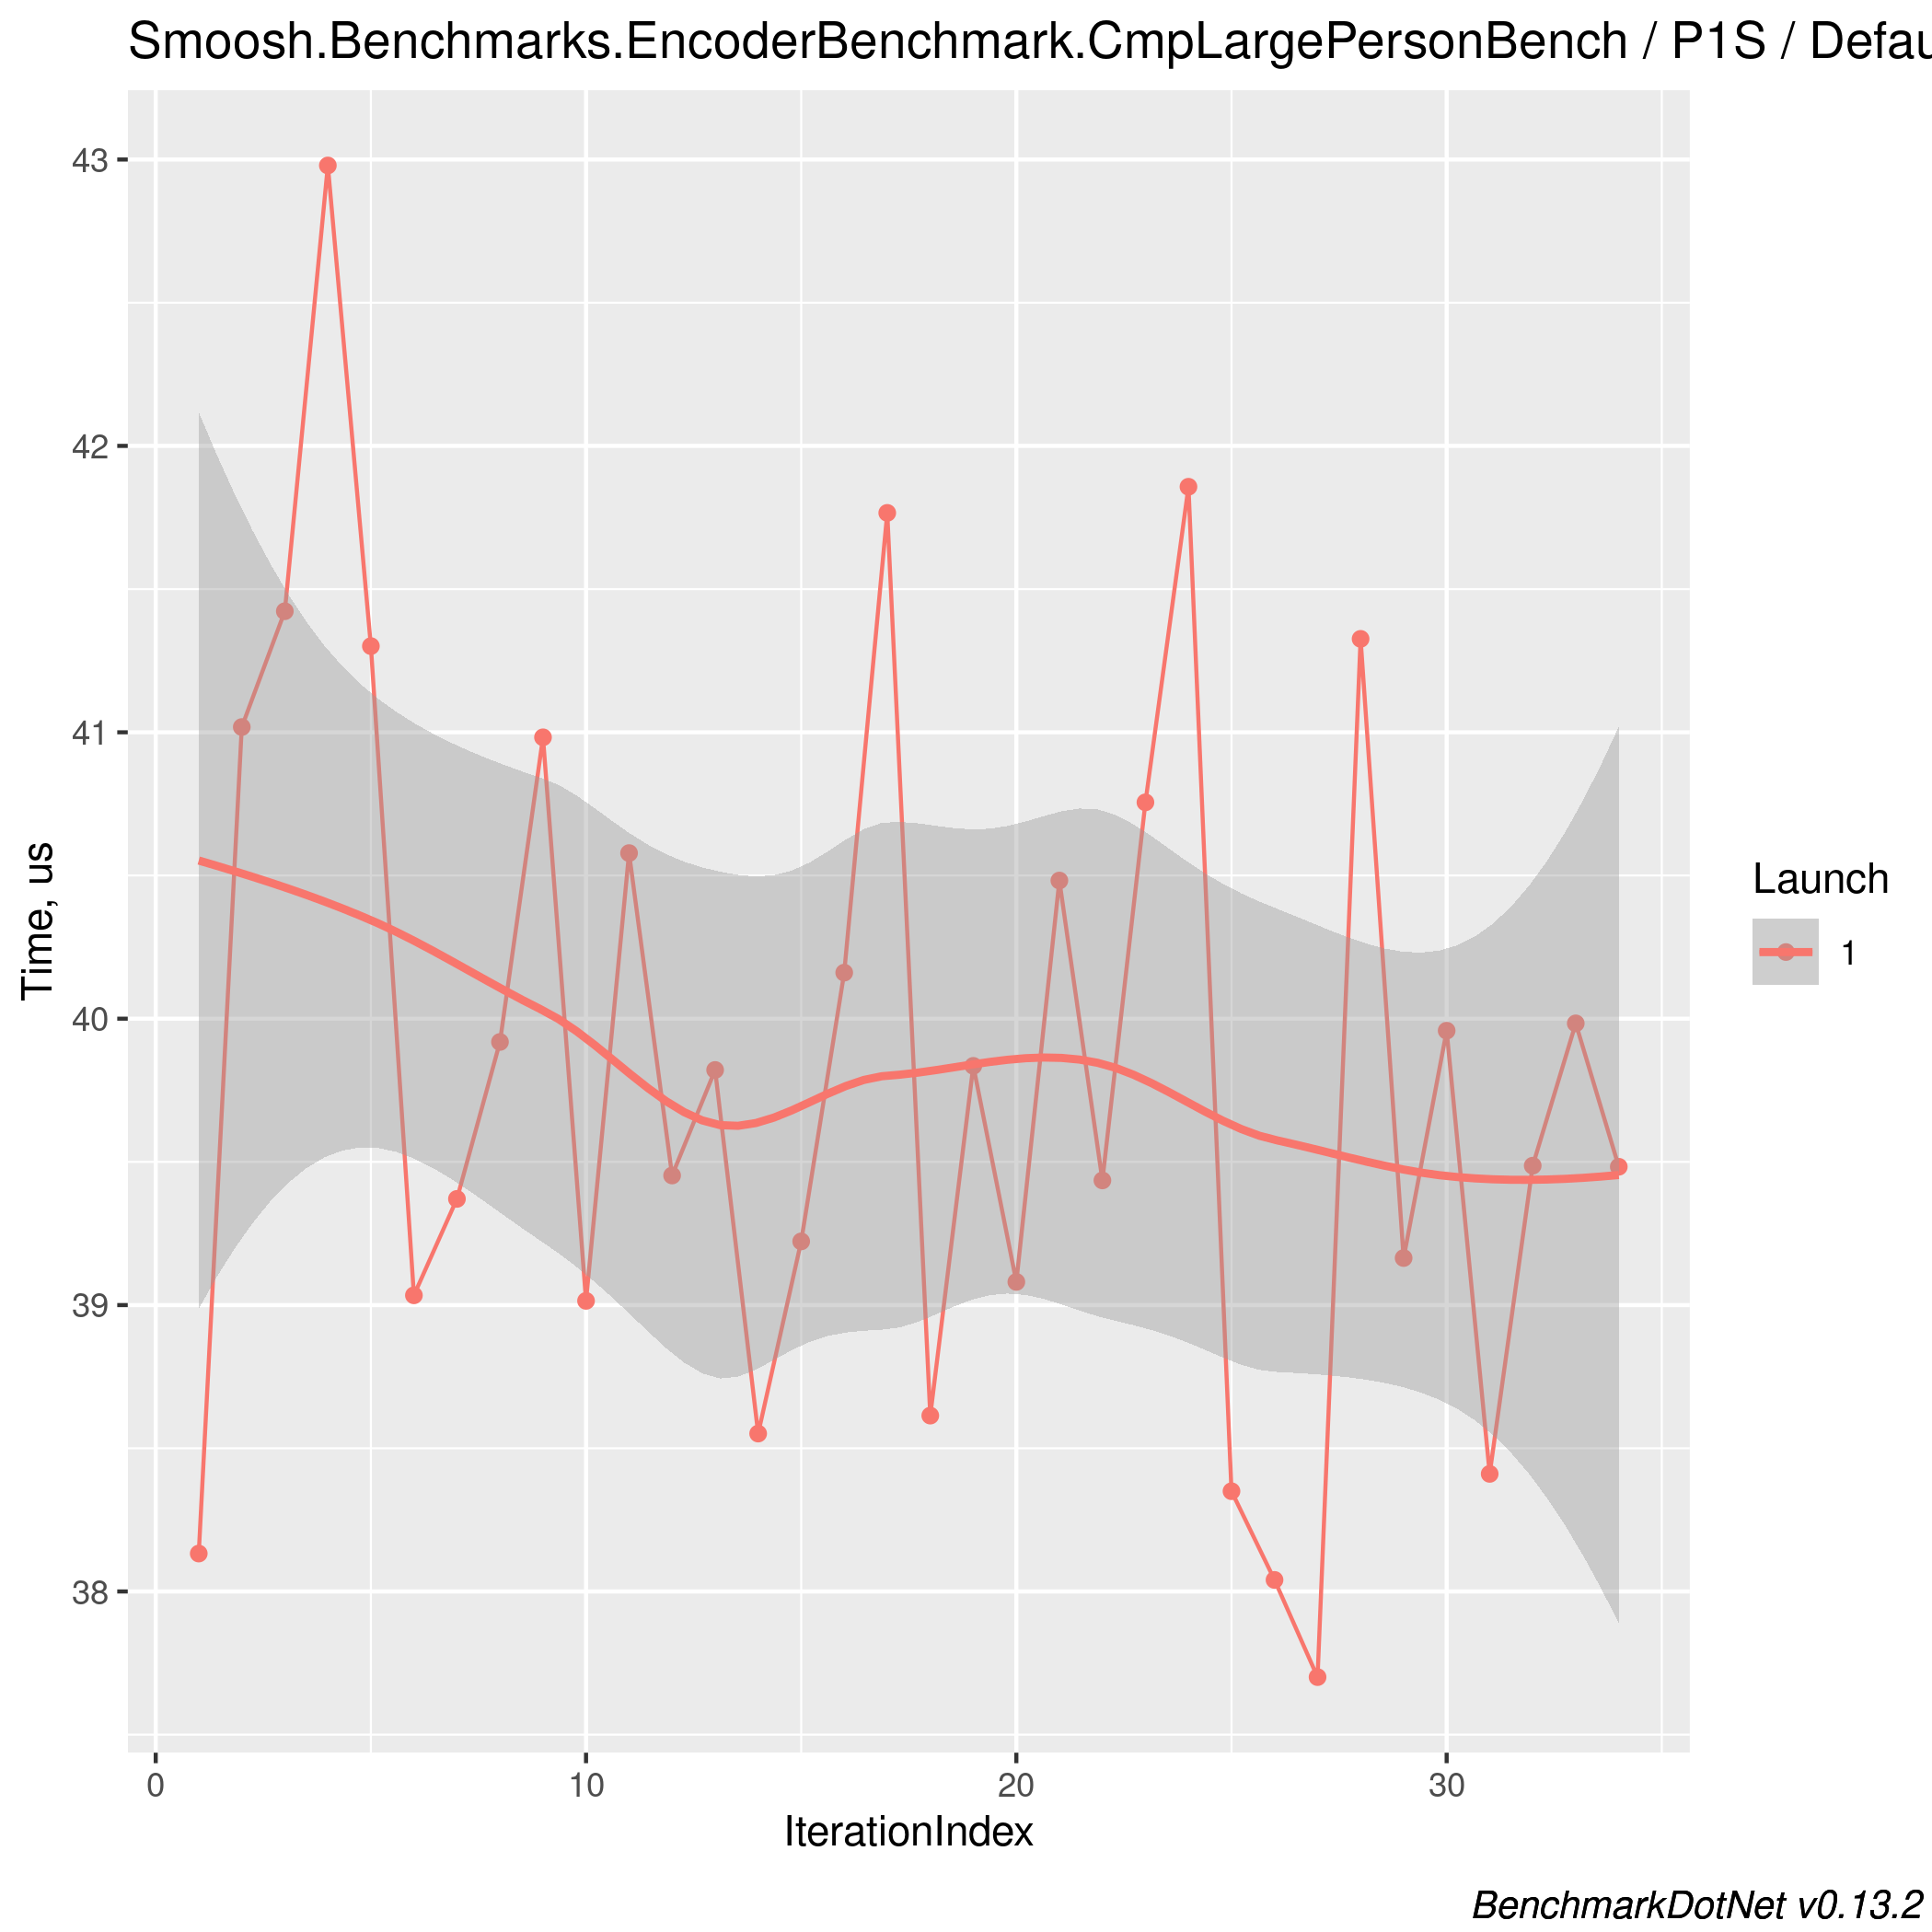 Smoosh.Benchmarks.EncoderBenchmark.CmpLargePersonBench / P1S / Defau
43
42
41
40
39
38
Time, us
0 10 20 30
IterationIndex
Launch
1
BenchmarkDotNet v0.13.2